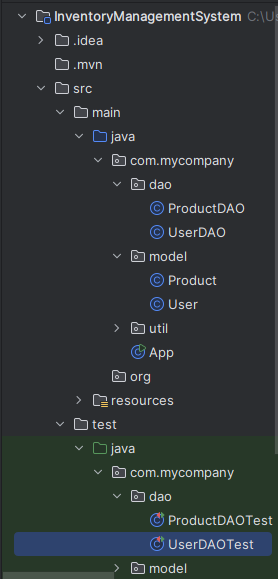 InventoryManagementSystem C:\Us
.idea
.mvn
src
main
java
com.mycompany
dao
ProductDAO
UserDAO
model
Product
User
util
App
org
resources
test
java
com.mycompany
dao
ProductDAOTest
UserDAOTest
model